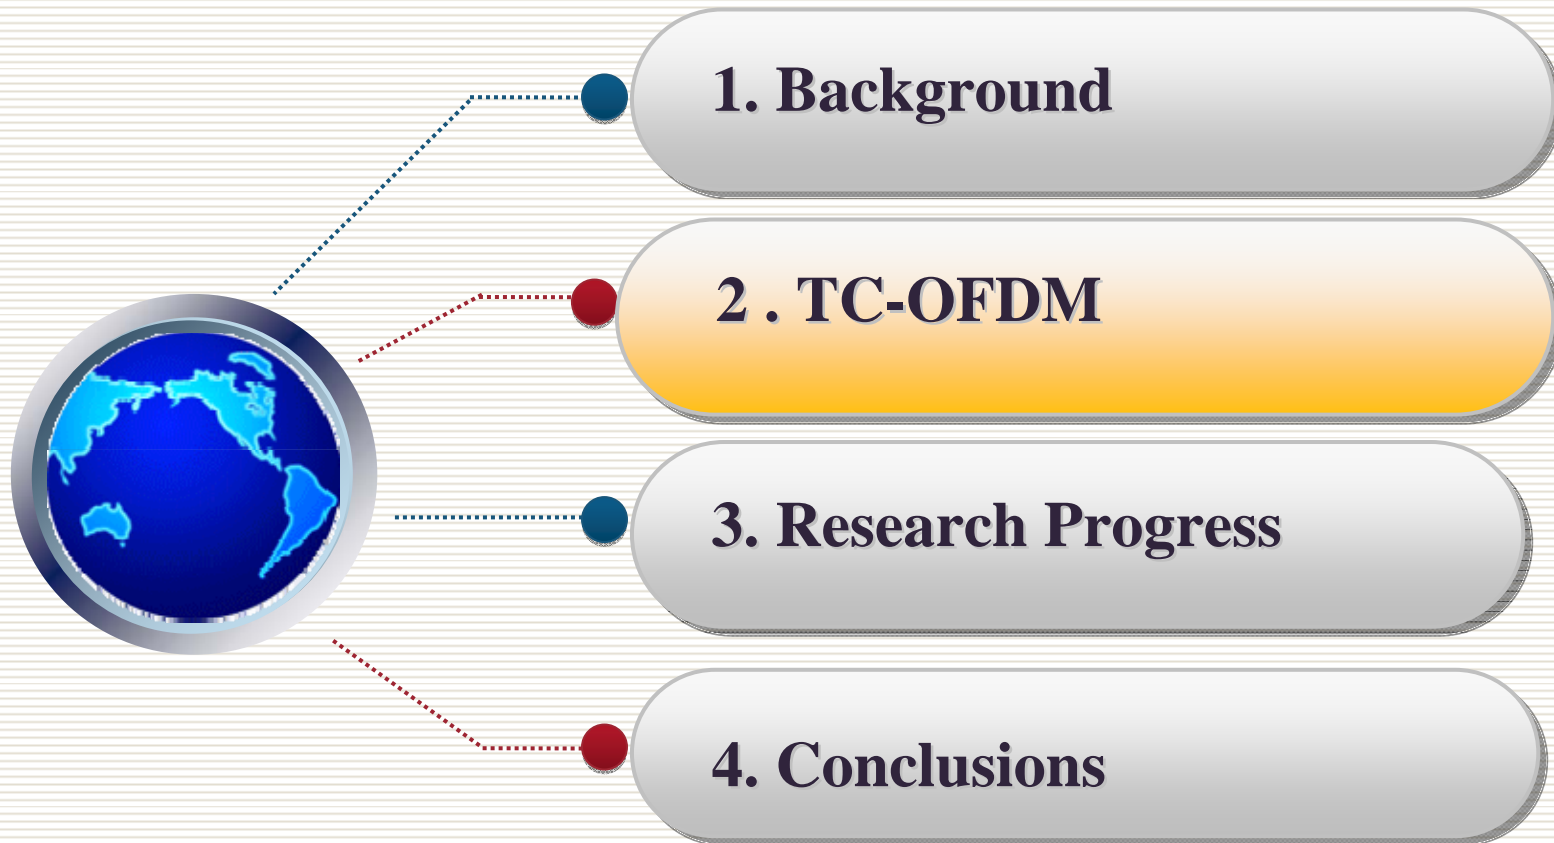 1. Background
2 . TC-OFDM
3. Research Progress
4. Conclusions